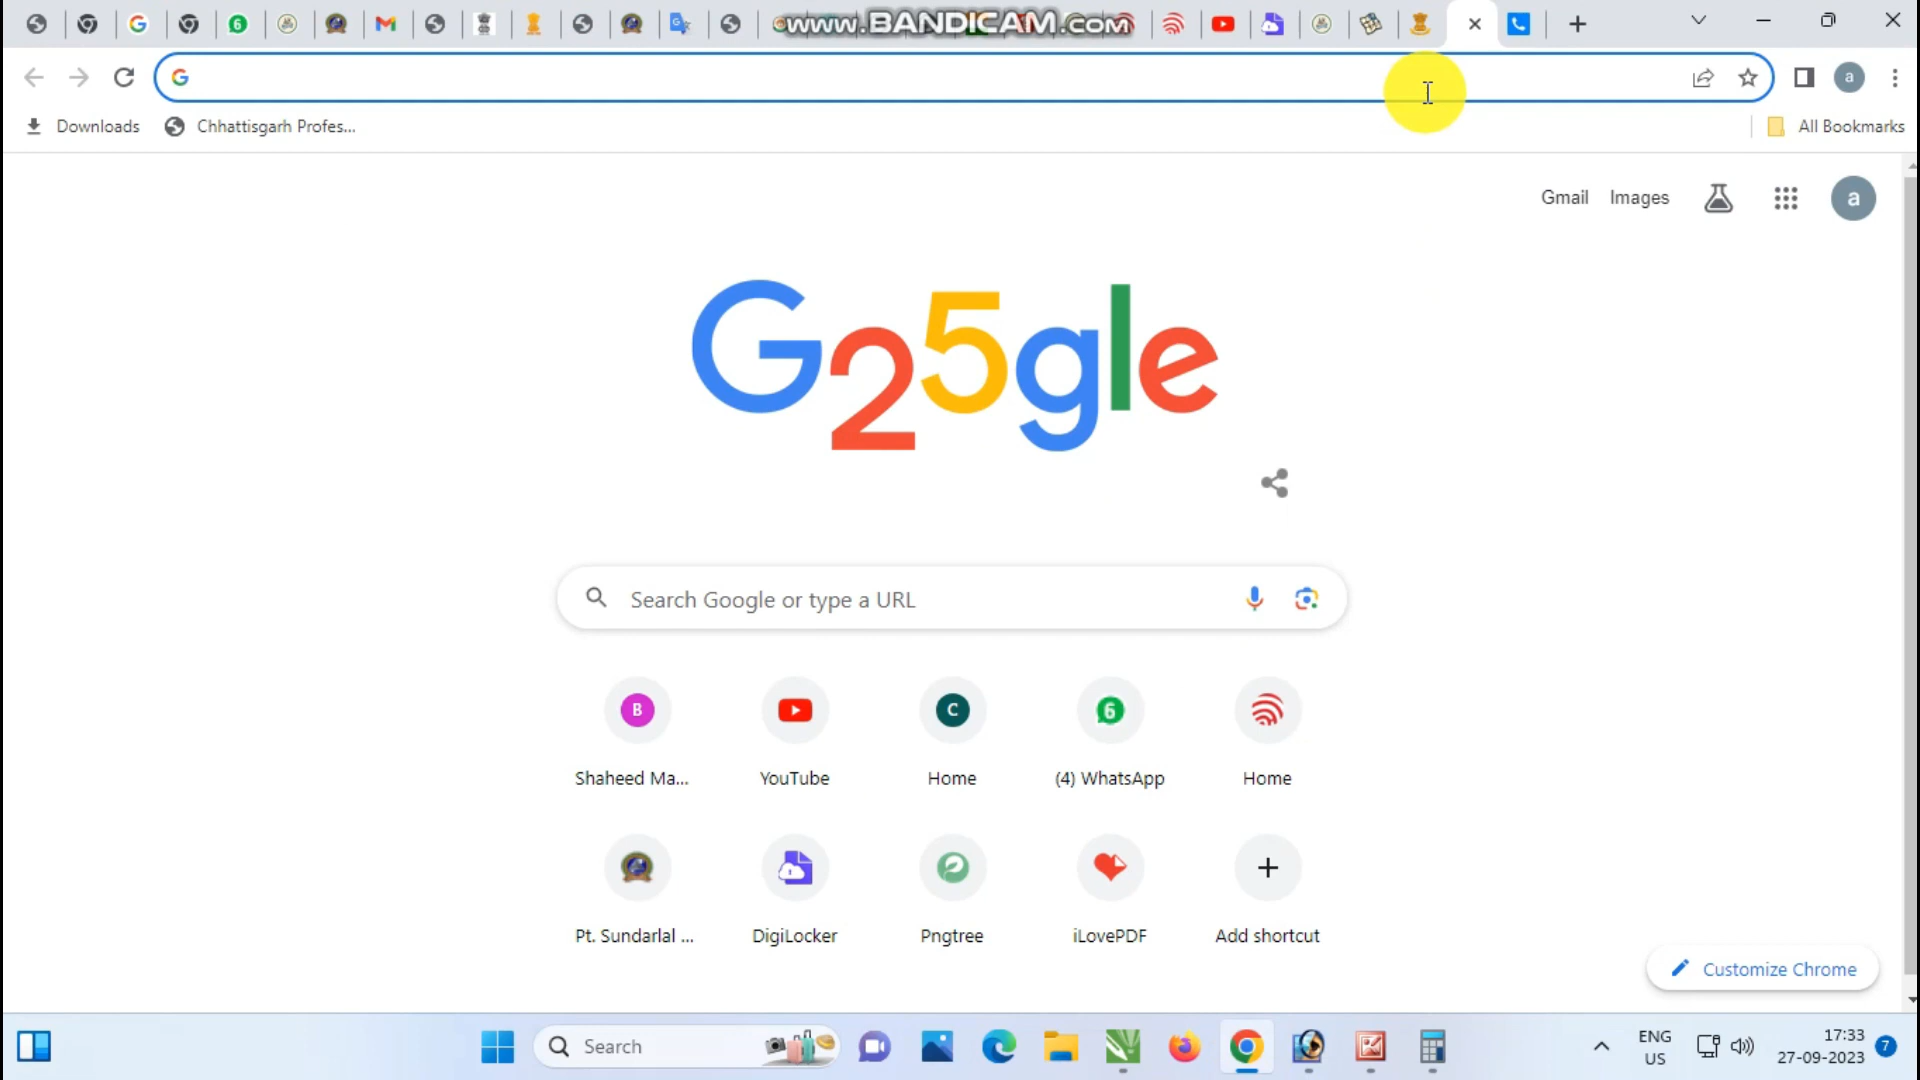 www.BANDICAM.com
Downloads
Chhattisgarh Profes...
All Bookmarks
Gmail
Images
a
a
G25gle
Search Google or type a URL
B
C
6
Shaheed Ma...
YouTube
Home
(4) WhatsApp
Home
Pt. Sundarlal ...
DigiLocker
Pngtree
iLovePDF
Add shortcut
Customize Chrome
Search
ENG
US
17:33
27-09-2023
7